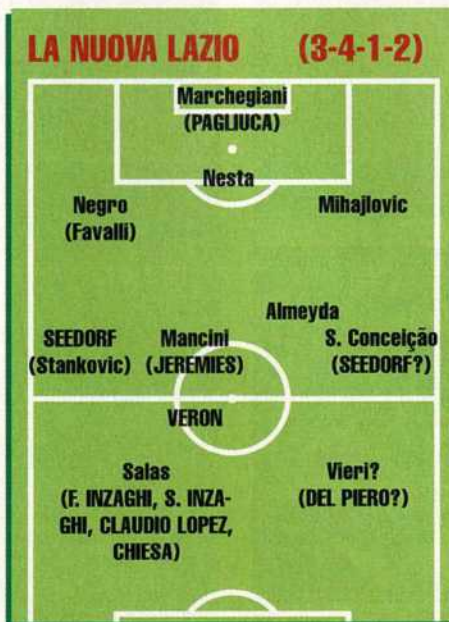 LA NUOVA LAZIO (3-4-1-2)
Marchegiani
(PAGLIUCA)
Nesta
Negro
(Favalli)
Mihajlovic
Almeyda
SEEDORF
(Stankovic)
Mancini
(JEREMIES)
S. Conceição
(SEEDORF?)
VERON
Salas
(F. INZAGHI, S. INZA-
GHI, CLAUDIO LOPEZ,
CHIESA)
Vieri?
(DEL PIERO?)